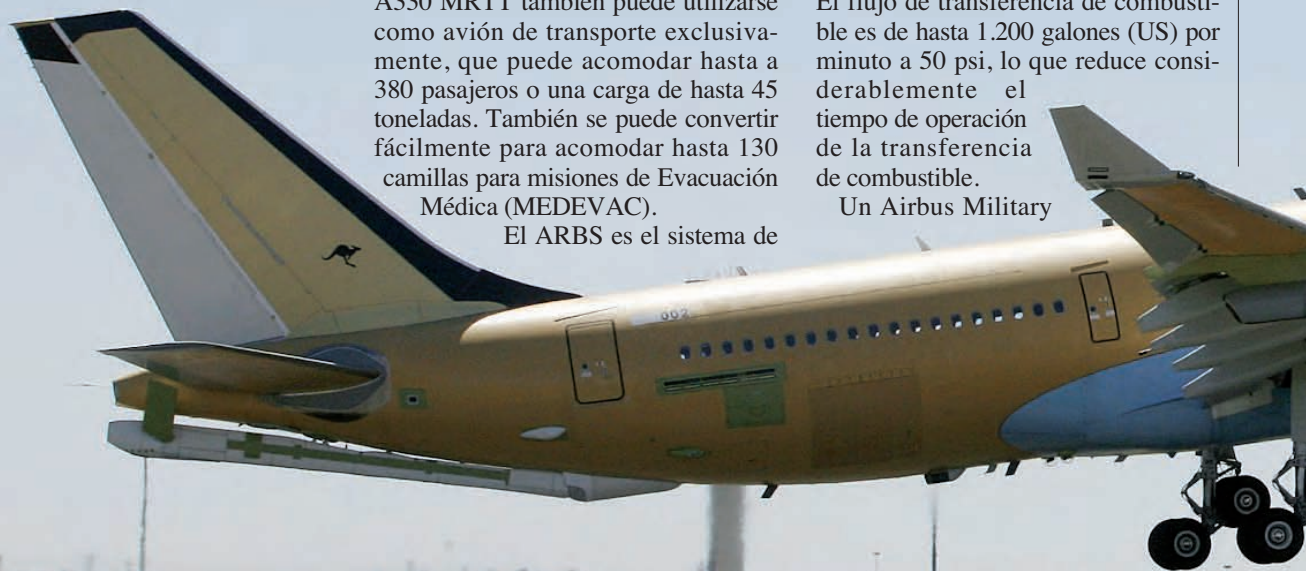 A330 MRTT también puede utilizarse
como avión de transporte exclusiva-
mente, que puede acomodar hasta a
380 pasajeros o una carga de hasta 45
toneladas. También se puede convertir
fácilmente para acomodar hasta 130
camillas para misiones de Evacuación
Médica (MEDEVAC).
El ARBS es el sistema de
El flujo de transferencia de combusti-
ble es de hasta 1.200 galones (US) por
minuto a 50 psi, lo que reduce consi-
derablemente el
tiempo de operación
de la transferencia
de combustible.
Un Airbus Military
002